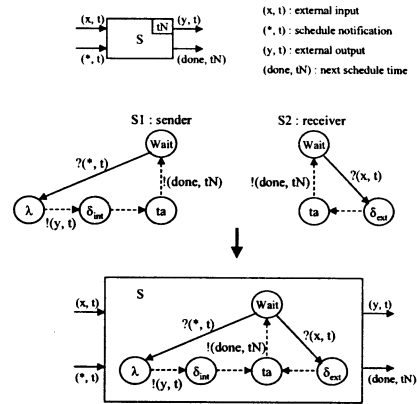 (x, t)
tN
(y, t)
S
(*, t)
(done, tN)
(x, t) : external input
(*, t) : schedule notification
(y, t) : external output
(done, tN) : next schedule time
S1 : sender
S2 : receiver
Wait
Wait
?(*, t)
!(done, tN)
!(done, tN)
?(x, t)
λ
δint
ta
ta
δext
!(y, t)
(x, t)
S
(y, t)
Wait
?(*, t)
?(x, t)
!(done, tN)
(*, t)
λ
δint
ta
δext
(done, tN)
!(y, t)